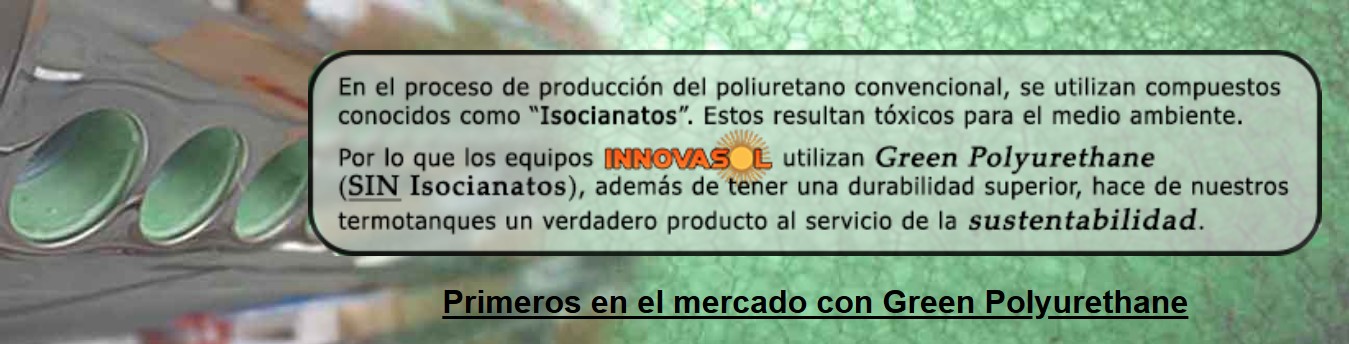 En el proceso de producción del poliuretano convencional, se utilizan compuestos
conocidos como “Isocianatos”. Estos resultan tóxicos para el medio ambiente.
Por lo que los equipos INNOVASOL utilizan Green Polyurethane
(SIN Isocianatos), además de tener una durabilidad superior, hace de nuestros
termotanques un verdadero producto al servicio de la sustentabilidad.
Primeros en el mercado con Green Polyurethane